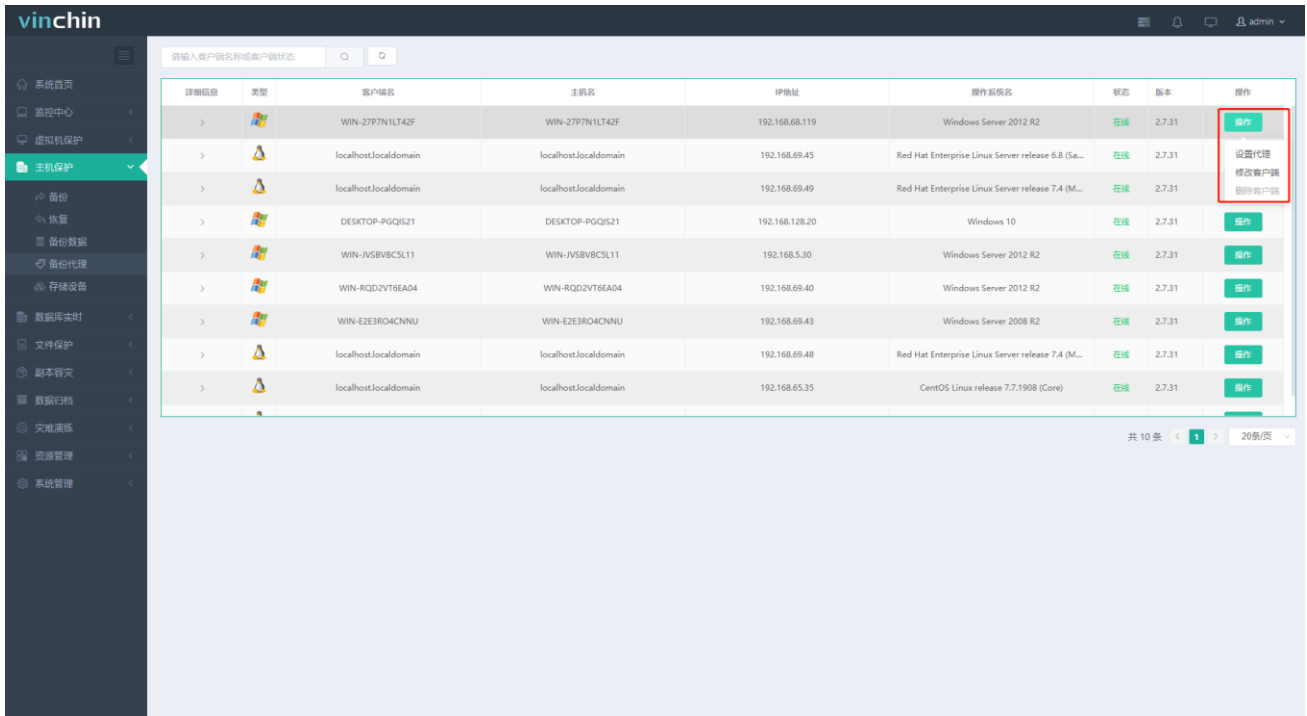 vinchin
admin
请输入客户端名称或客户端状态
系统首页
监控中心
虚拟机保护
主机保护
备份
恢复
备份数据
备份代理
存储设备
数据库实时
文件保护
副本容灾
数据归档
灾难演练
资源管理
系统管理
详细信息 类型 客户端名 主机名 IP地址 操作系统名 状态 版本 操作
WIN-27P7N1LT42F WIN-27P7N1LT42F 192.168.68.119 Windows Server 2012 R2 在线 2.7.31 操作
设置代理
修改客户端
删除客户端
localhost.localdomain localhost.localdomain 192.168.69.45 Red Hat Enterprise Linux Server release 6.8 (Sa... 在线 2.7.31
localhost.localdomain localhost.localdomain 192.168.69.49 Red Hat Enterprise Linux Server release 7.4 (M... 在线 2.7.31
DESKTOP-PGQIS21 DESKTOP-PGQIS21 192.168.128.20 Windows 10 在线 2.7.31 操作
WIN-JVSBVBC5L11 WIN-JVSBVBC5L11 192.168.5.30 Windows Server 2012 R2 在线 2.7.31 操作
WIN-RQD2VT6EA04 WIN-RQD2VT6EA04 192.168.69.40 Windows Server 2012 R2 在线 2.7.31 操作
WIN-E2E3RO4CNNU WIN-E2E3RO4CNNU 192.168.69.43 Windows Server 2008 R2 在线 2.7.31 操作
localhost.localdomain localhost.localdomain 192.168.69.48 Red Hat Enterprise Linux Server release 7.4 (M... 在线 2.7.31 操作
localhost.localdomain localhost.localdomain 192.168.65.35 CentOS Linux release 7.7.1908 (Core) 在线 2.7.31 操作
共 10 条 < 1 > 20条/页